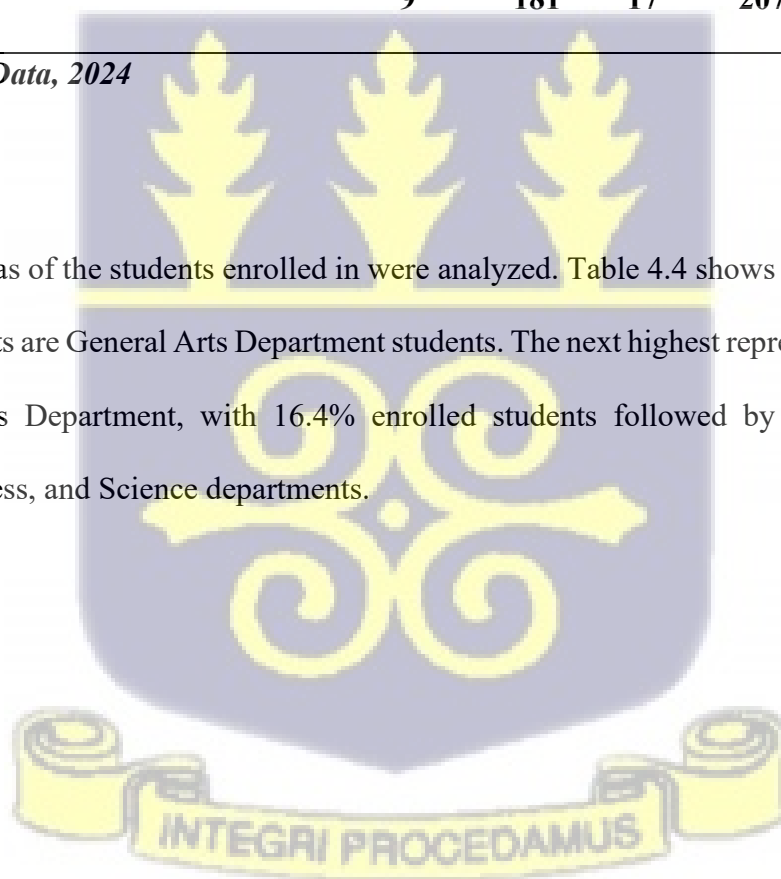 9 181 17 207
Data, 2024
as of the students enrolled in were analyzed. Table 4.4 shows
ts are General Arts Department students. The next highest repre
s Department, with 16.4% enrolled students followed by
ess, and Science departments.
INTEGRI PROCEDAMUS